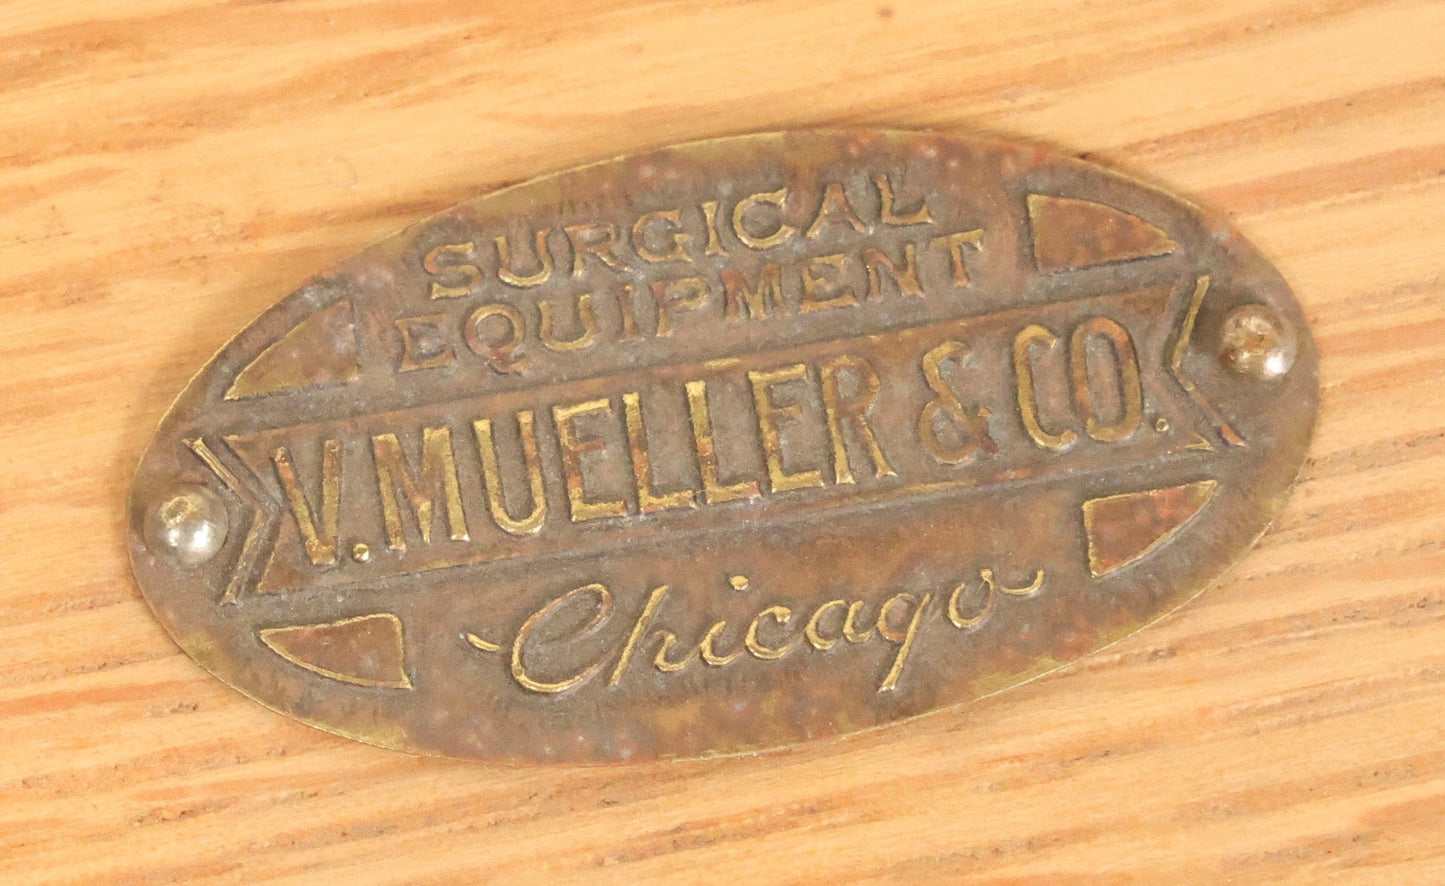 SURGICAL
EQUIPMENT
V. MUELLER & CO.
Chicago